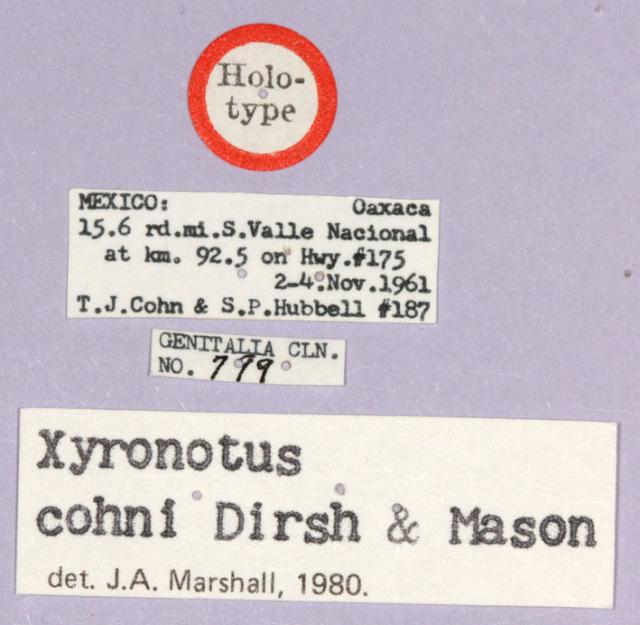 Holo-
type
MEXICO: Oaxaca
15.6 rd.mi.S.Valle Nacional
at km. 92.5 on Hwy.#175
2-4.Nov.1961
T.J.Cohn & S.P.Hubbell #187
GENITALIA CLN.
NO. 799
Xyronotus
cohni Dirsh & Mason
det. J.A. Marshall, 1980.